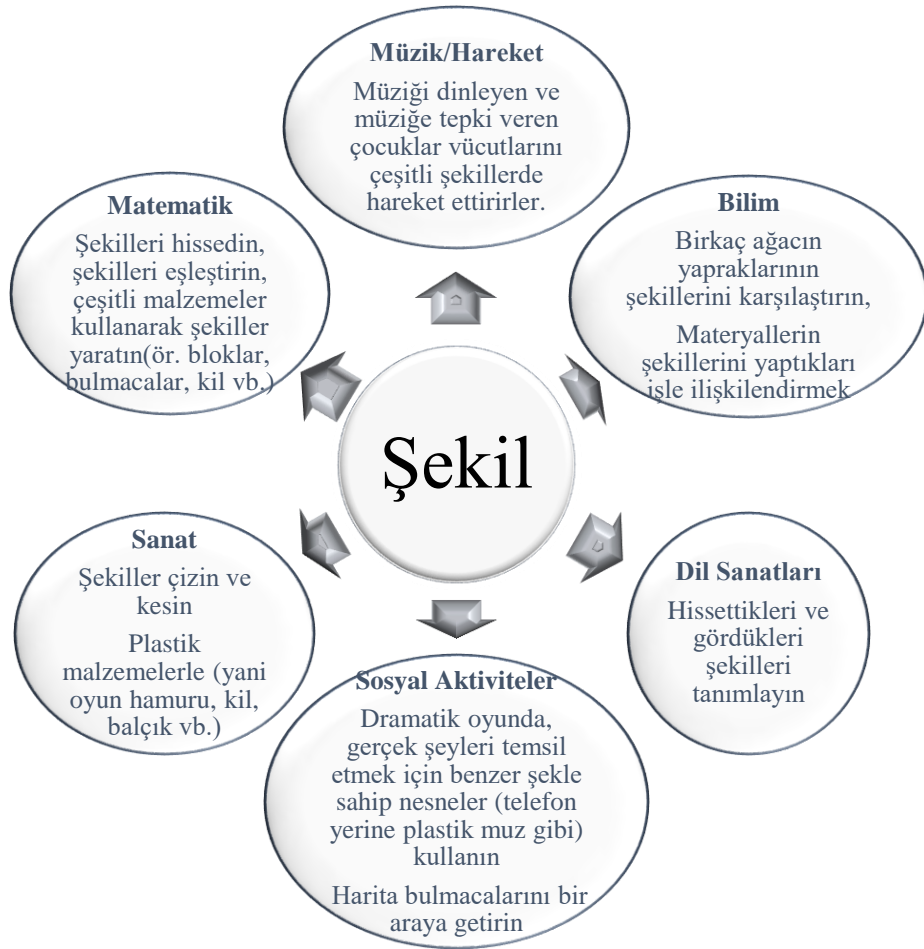 Müzik/Hareket
Müziği dinleyen ve
müziğe tepki veren
çocuklar vücutlarını
çeşitli şekillerde
hareket ettirirler.
Matematik
Şekilleri hissedin,
şekilleri eşleştirin,
çeşitli malzemeler
kullanarak şekiller
yaratın(ör. bloklar,
bulmacalar, kil vb.)
Bilim
Birkaç ağacın
yapraklarının
şekillerini karşılaştırın,
Materyallerin
şekillerini yaptıkları
işle ilişkilendirmek
Şekil
Sanat
Şekiller çizin ve
kesin
Plastik
malzemelerle (yani
oyun hamuru, kil,
balçık vb.)
Dil Sanatları
Hissettikleri ve
gördükleri
şekilleri
tanımlayın
Sosyal Aktiviteler
Dramatik oyunda,
gerçek şeyleri temsil
etmek için benzer şekle
sahip nesneler (telefon
yerine plastik muz gibi)
kullanın
Harita bulmacalarını bir
araya getirin